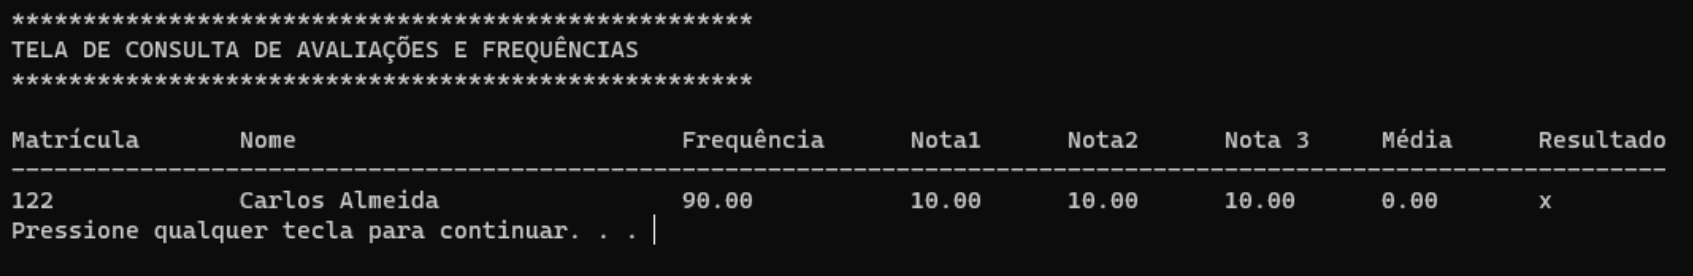 ****************************************************
TELA DE CONSULTA DE AVALIAÇÕES E FREQUÊNCIAS
****************************************************
Matrícula       Nome                           Frequência      Nota1      Nota2      Nota 3     Média      Resultado
--------------------------------------------------------------------------------------------------------------------
122             Carlos Almeida                 90.00           10.00      10.00      10.00      0.00       x
Pressione qualquer tecla para continuar. . .